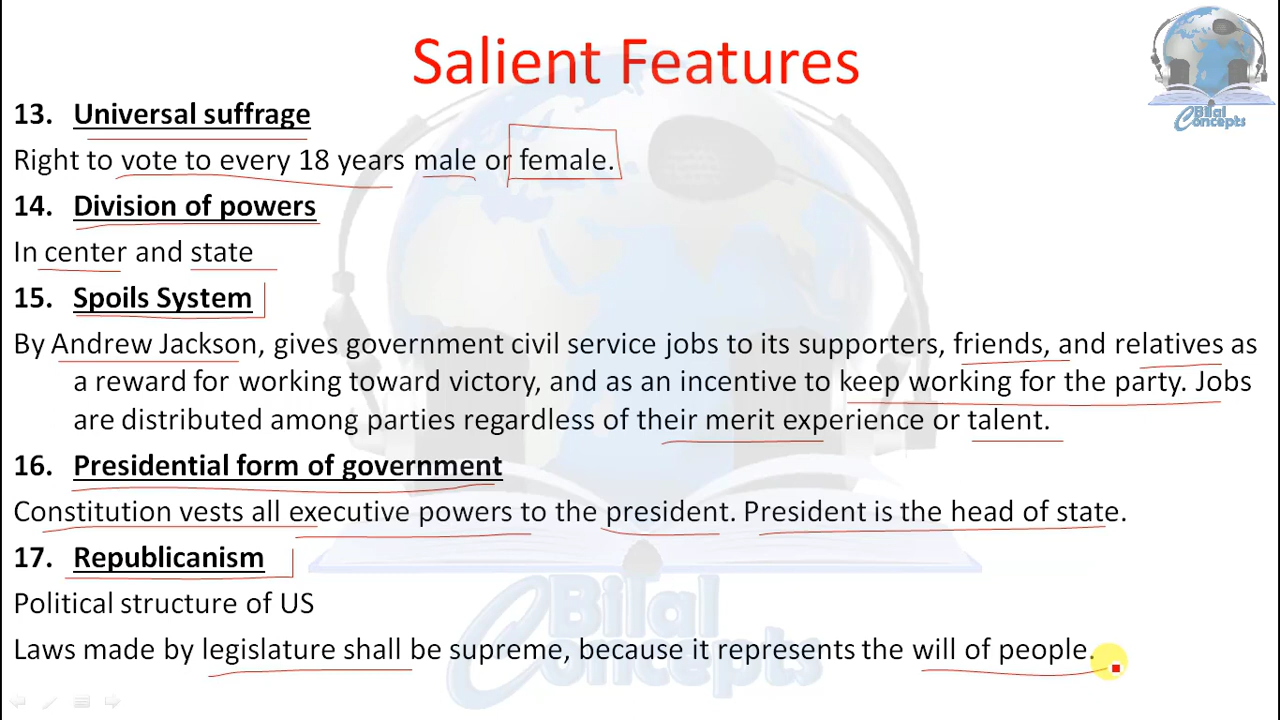 Salient Features
Bilal
Concepts
13. Universal suffrage
Right to vote to every 18 years male or female.
14. Division of powers
In center and state
15. Spoils System
By Andrew Jackson, gives government civil service jobs to its supporters, friends, and relatives as
a reward for working toward victory, and as an incentive to keep working for the party. Jobs
are distributed among parties regardless of their merit experience or talent.
16. Presidential form of government
Constitution vests all executive powers to the president. President is the head of state.
17. Republicanism
Political structure of US
Laws made by legislature shall be supreme, because it represents the will of people.
Bilal
Concepts